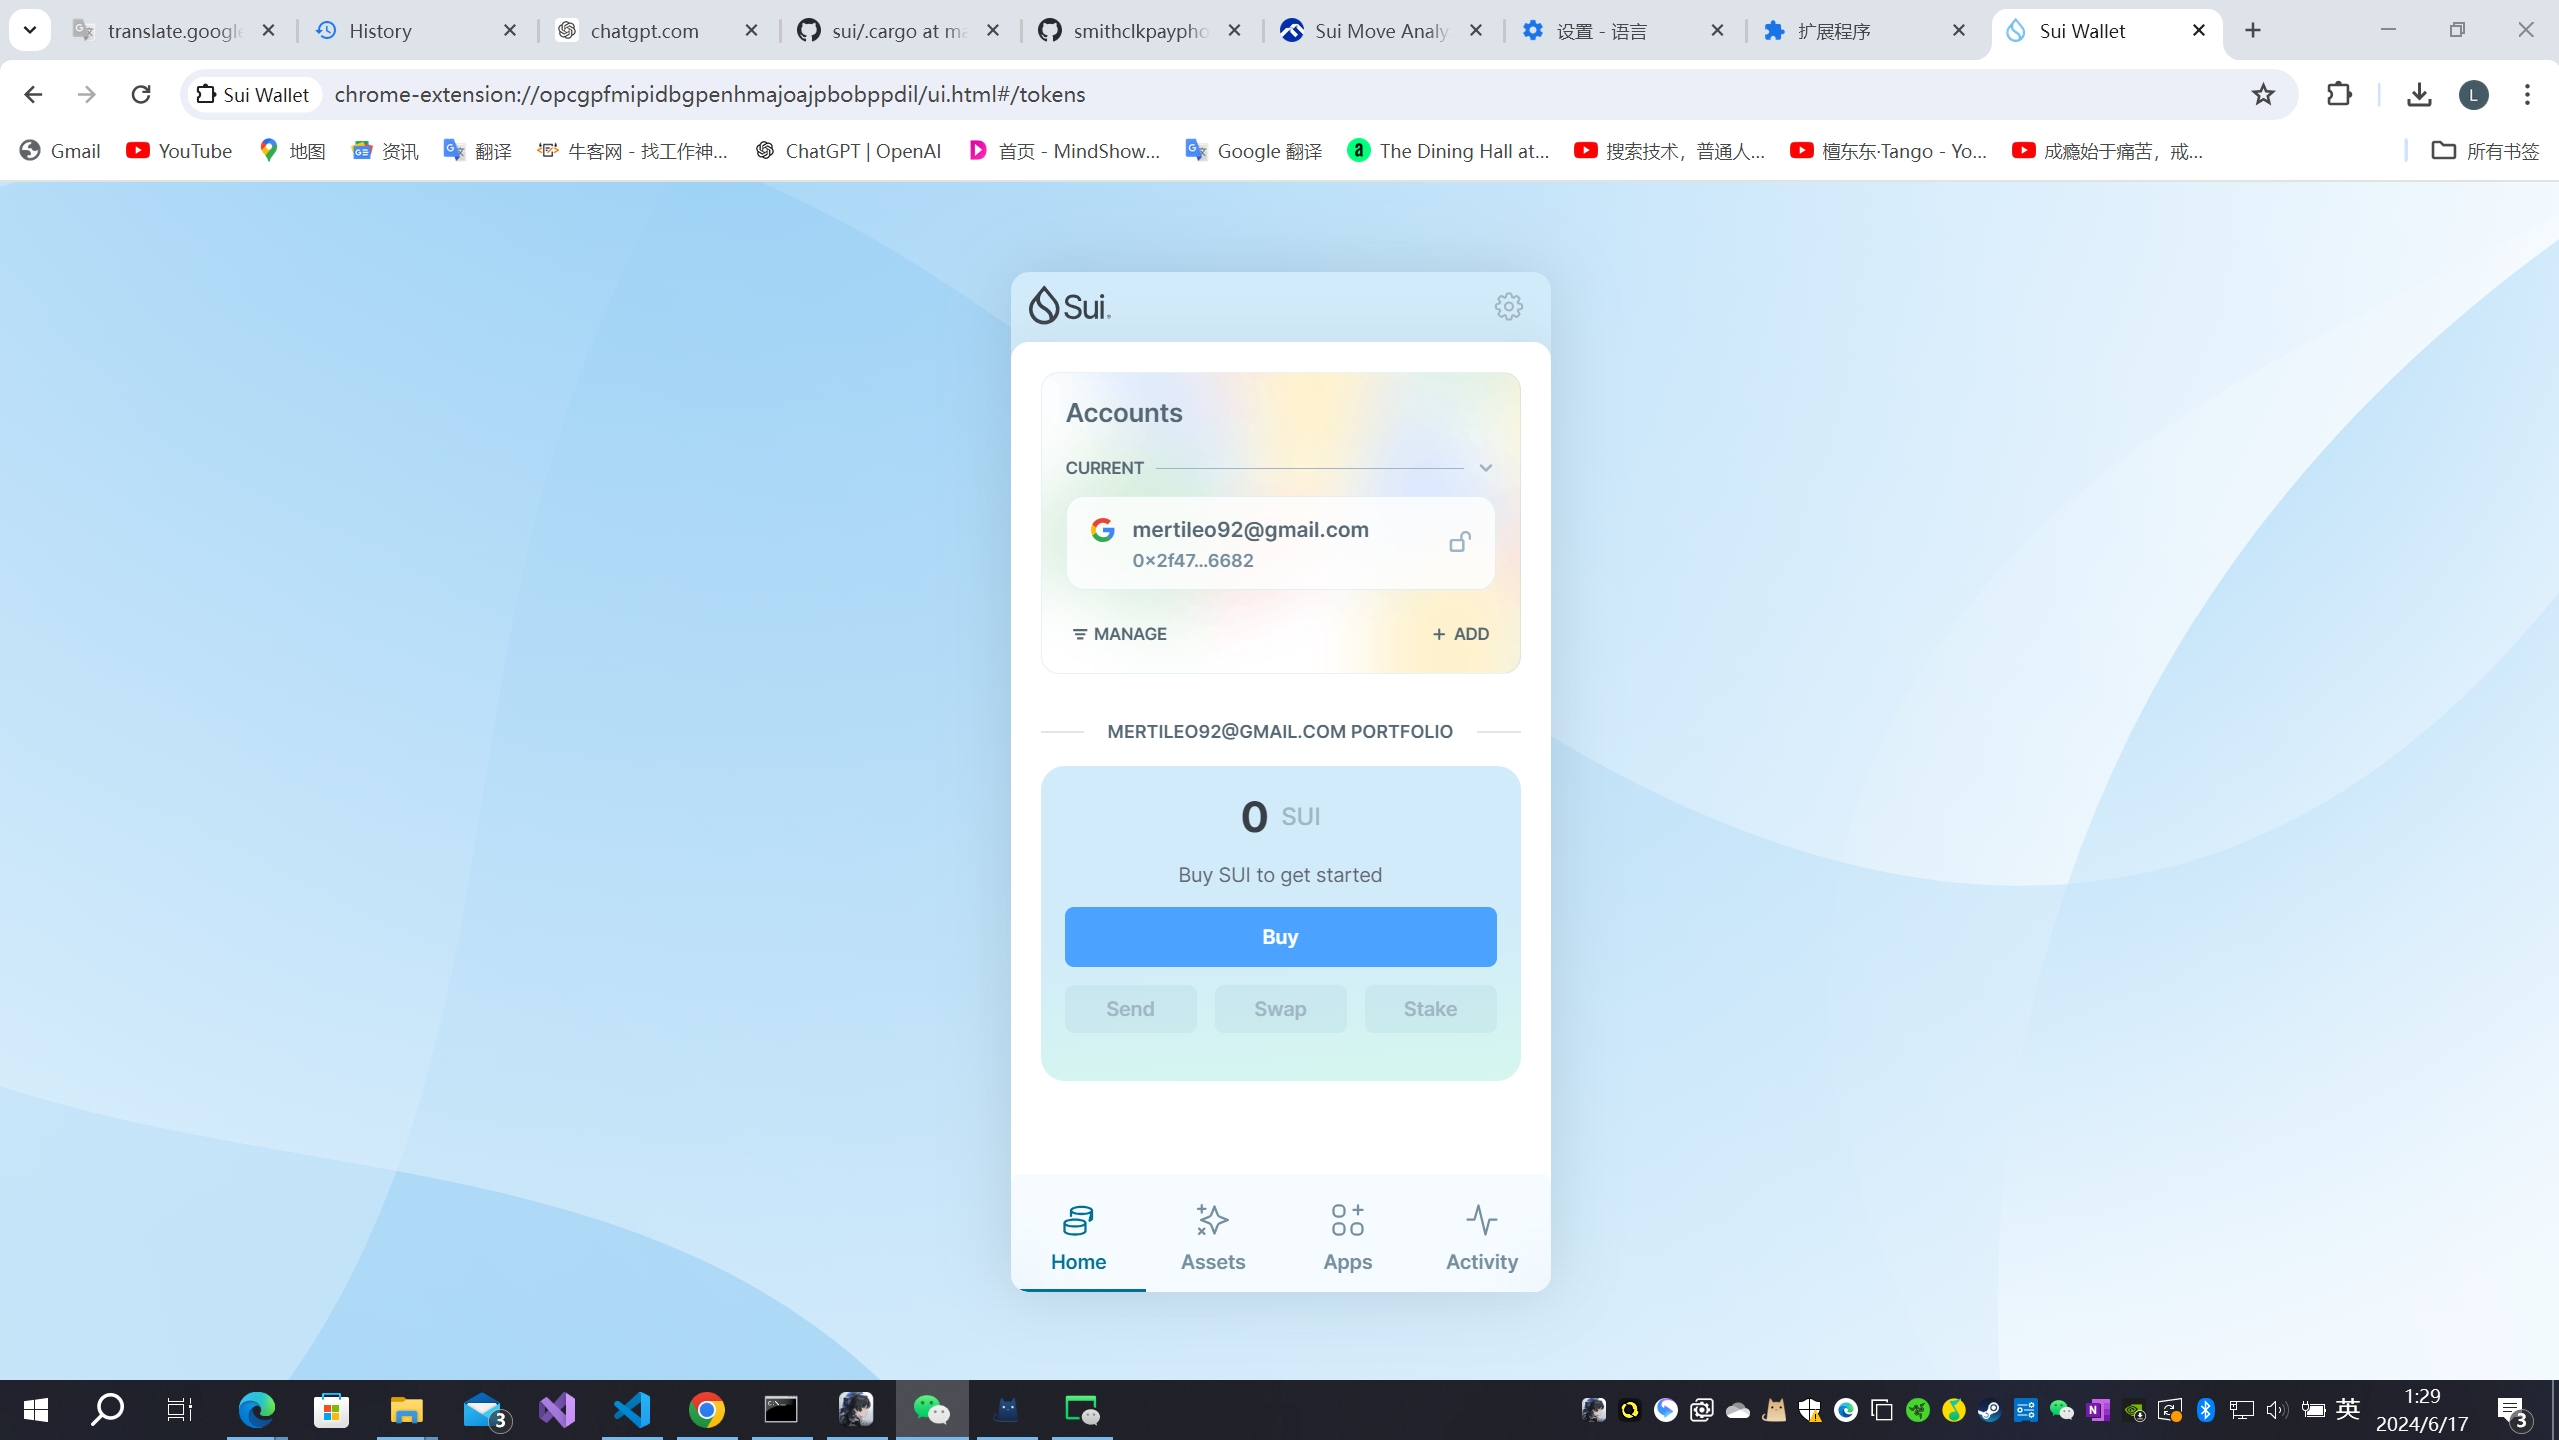 translate.google
History
chatgpt.com
sui/.cargo at ma
smithclkpaypho
Sui Move Analy
设置 - 语言
扩展程序
Sui Wallet
Sui Wallet
chrome-extension://opcgpfmipidbgpenhmajoajpbobppdil/ui.html#/tokens
L
Gmail
YouTube
地图
资讯
翻译
牛客网 - 找工作神...
ChatGPT | OpenAI
首页 - MindShow...
Google 翻译
The Dining Hall at...
搜索技术，普通人...
檀东东·Tango - Yo...
成瘾始于痛苦，戒...
所有书签
Sui
Accounts
CURRENT
mertileo92@gmail.com
0x2f47...6682
MANAGE
+ ADD
MERTILEO92@GMAIL.COM PORTFOLIO
0 SUI
Buy SUI to get started
Buy
Send
Swap
Stake
Home
Assets
Apps
Activity
3
英
1:29
2024/6/17
3